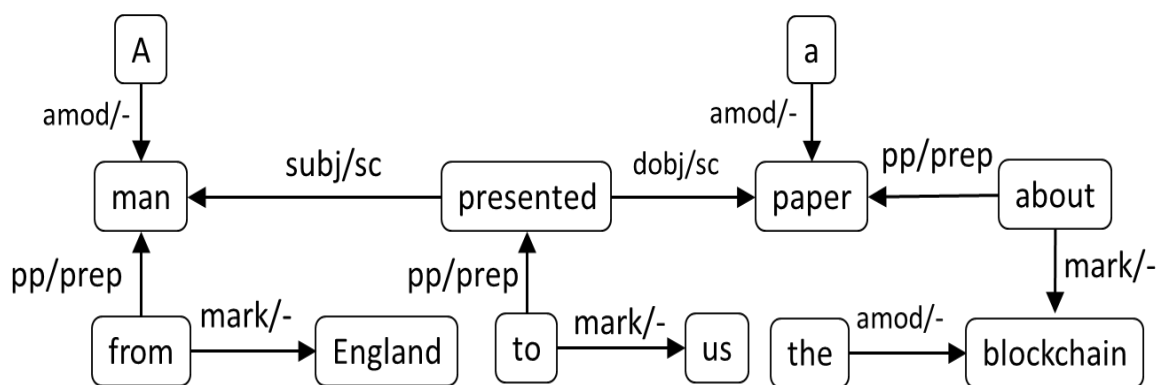 A a
amod/- amod/-
subj/sc dobj/sc pp/prep
man presented paper about
pp/prep pp/prep mark/-
mark/- mark/- amod/-
from England to us the blockchain